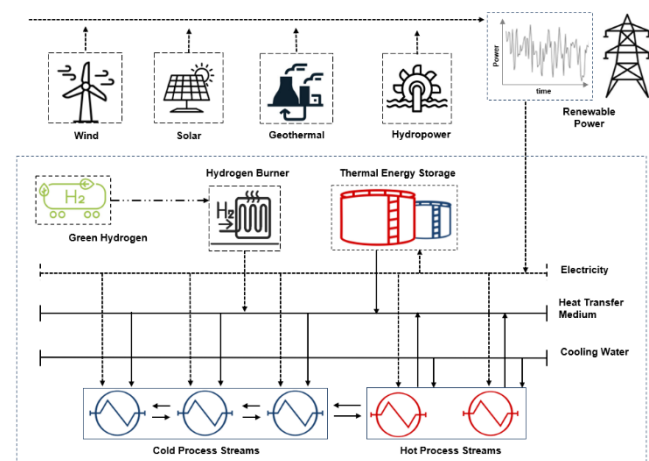 Power
time
Wind
Solar
Geothermal
Hydropower
Renewable
Power
Hydrogen Burner
Thermal Energy Storage
H2
H2
Green Hydrogen
Electricity
Heat Transfer
Medium
Cooling Water
Cold Process Streams
Hot Process Streams